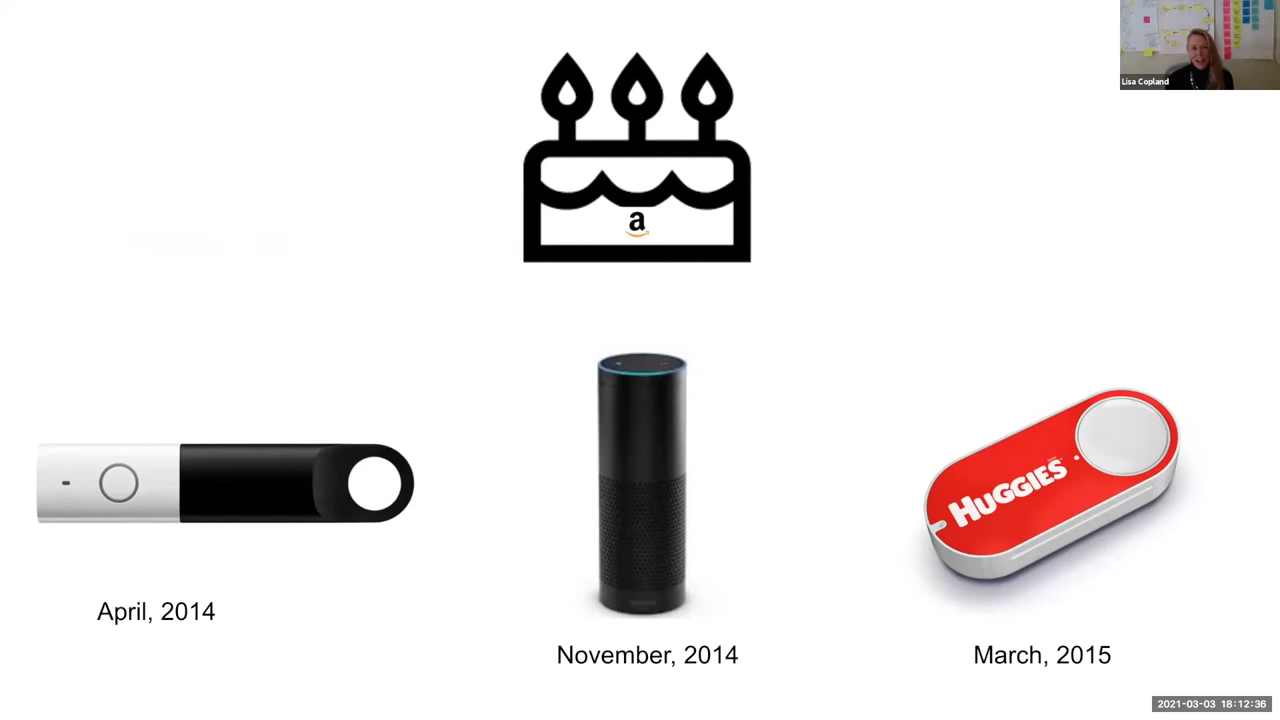 Lisa Copland
a
HUGGIES
April, 2014
November, 2014
March, 2015
2021-03-03 18:12:36